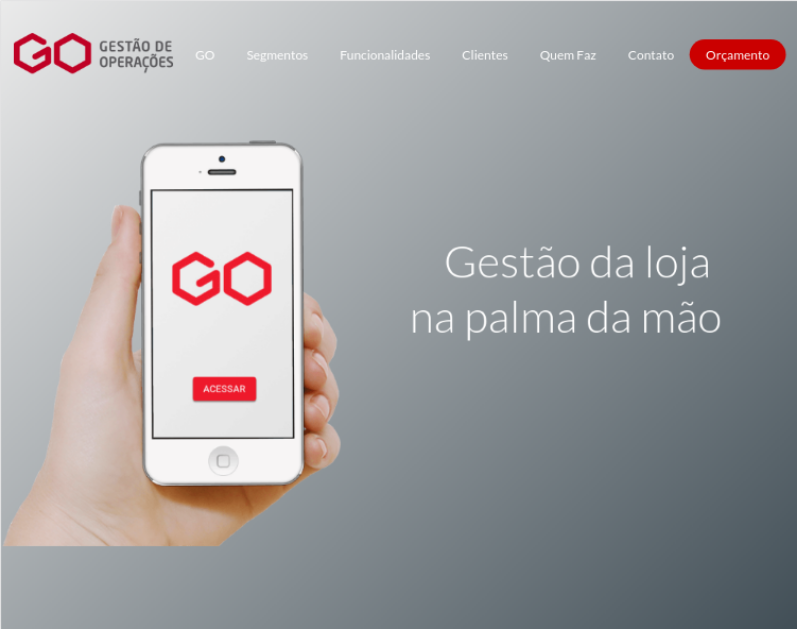 GO
GESTÃO DE
OPERAÇÕES
GO
Segmentos
Funcionalidades
Clientes
Quem Faz
Contato
Orçamento
GO
ACESSAR
Gestão da loja
na palma da mão